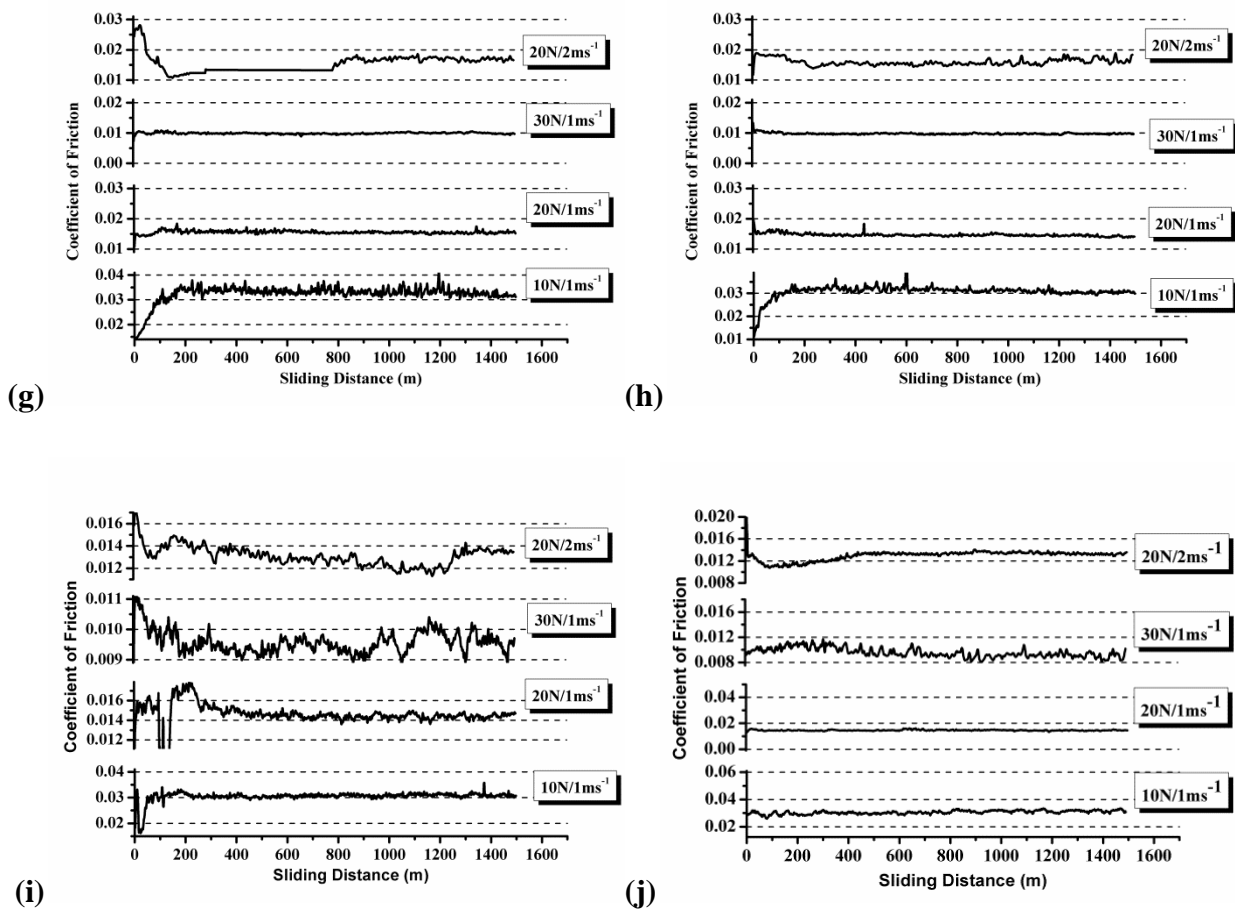 0.03
0.02
0.01
20N/2ms⁻¹
0.02
0.01
0.00
30N/1ms⁻¹
0.03
0.02
0.01
20N/1ms⁻¹
0.04
0.03
0.02
10N/1ms⁻¹
Coefficient of Friction
0 200 400 600 800 1000 1200 1400 1600
Sliding Distance (m)
(g)
0.03
0.02
0.01
20N/2ms⁻¹
0.02
0.01
0.00
30N/1ms⁻¹
0.03
0.02
0.01
20N/1ms⁻¹
0.03
0.02
0.01
10N/1ms⁻¹
Coefficient of Friction
0 200 400 600 800 1000 1200 1400 1600
Sliding Distance (m)
(h)
0.016
0.014
0.012
20N/2ms⁻¹
0.011
0.010
0.009
30N/1ms⁻¹
0.016
0.014
0.012
20N/1ms⁻¹
0.04
0.03
0.02
10N/1ms⁻¹
Coefficient of Friction
0 200 400 600 800 1000 1200 1400 1600
Sliding Distance (m)
(i)
0.020
0.016
0.012
0.008
20N/2ms⁻¹
0.016
0.012
0.008
30N/1ms⁻¹
0.04
0.02
0.00
20N/1ms⁻¹
0.06
0.04
0.02
10N/1ms⁻¹
Coefficient of Friction
0 200 400 600 800 1000 1200 1400 1600
Sliding Distance (m)
(j)